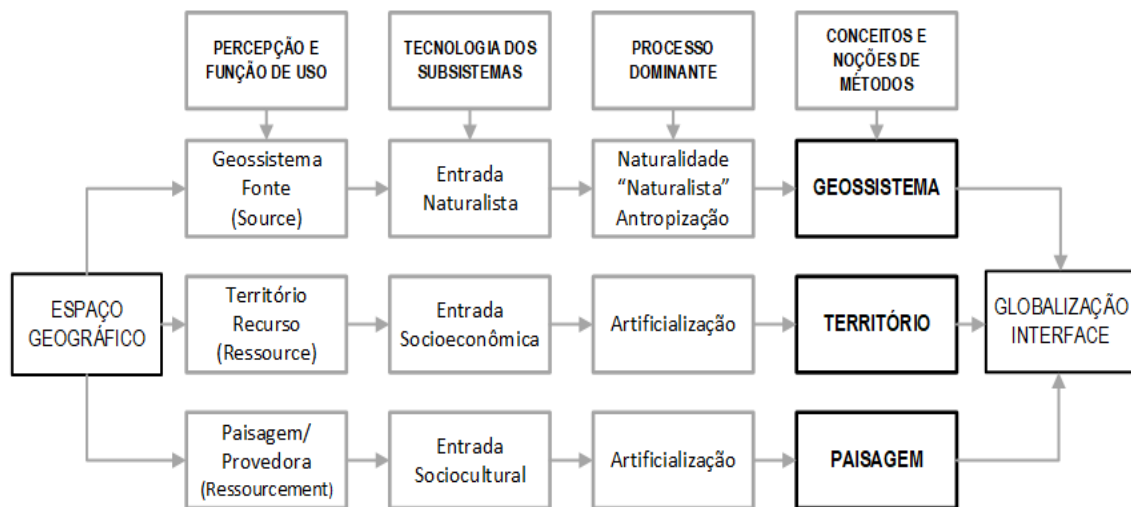 PERCEPÇÃO E
FUNÇÃO DE USO
TECNOLOGIA DOS
SUBSISTEMAS
PROCESSO
DOMINANTE
CONCEITOS E
NOÇÕES DE
MÉTODOS
Geossistema
Fonte
(Source)
Entrada
Naturalista
Naturalidade
“Naturalista”
Antropização
GEOSSISTEMA
ESPAÇO
GEOGRÁFICO
Território
Recurso
(Ressource)
Entrada
Socioeconômica
Artificialização
TERRITÓRIO
GLOBALIZAÇÃO
INTERFACE
Paisagem/
Provedora
(Ressourcement)
Entrada
Sociocultural
Artificialização
PAISAGEM